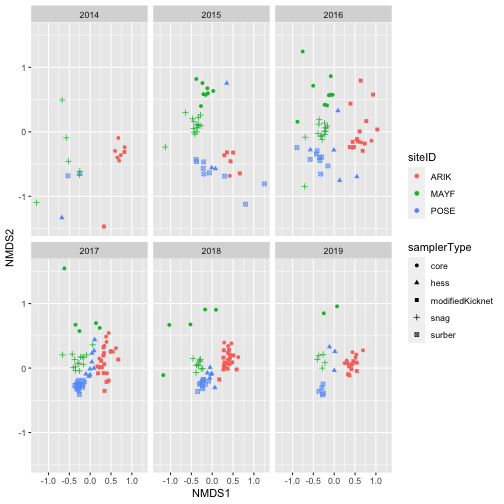 2014 2015 2016
1
0
-1
2017 2018 2019
1
0
-1
-1.0 -0.5 0.0 0.5 1.0 -1.0 -0.5 0.0 0.5 1.0 -1.0 -0.5 0.0 0.5 1.0
NMDS1
NMDS2
siteID
ARIK
MAYF
POSE
samplerType
core
hess
modifiedKicknet
snag
surber